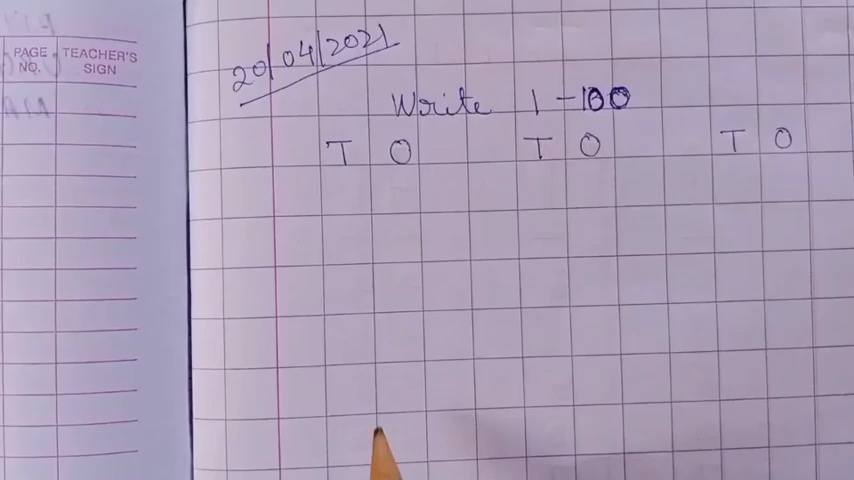 PAGE NO.
TEACHER'S SIGN
20/04/2021
Write 1-100
T O T O T O